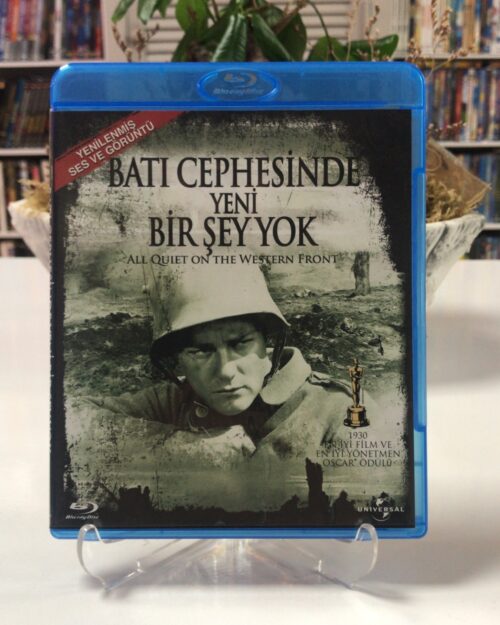 Blu-ray Disc
YENİLENMİŞ
SES VE GÖRÜNTÜ
BATI CEPHESİNDE
YENİ
BİR ŞEY YOK
ALL QUIET ON THE WESTERN FRONT
1930
EN İYİ FİLM VE
EN İYİ YÖNETMEN
OSCAR® ÖDÜLÜ
Blu-ray Disc
UNIVERSAL